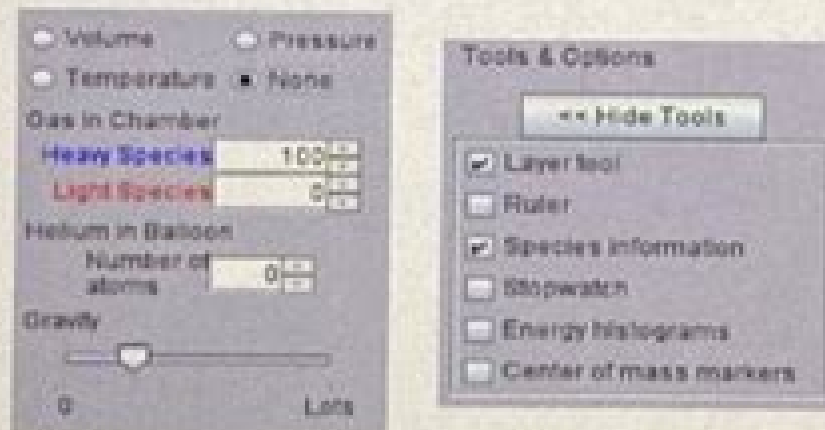 Volume Pressure
Temperature None
Gas in Chamber
Heavy Species 100
Light Species 0
Helium in Balloon
Number of
atoms 0
Gravity
0 Lots
Tools & Options
<< Hide Tools
Layer tool
Ruler
Species information
Stopwatch
Energy histograms
Center of mass markers